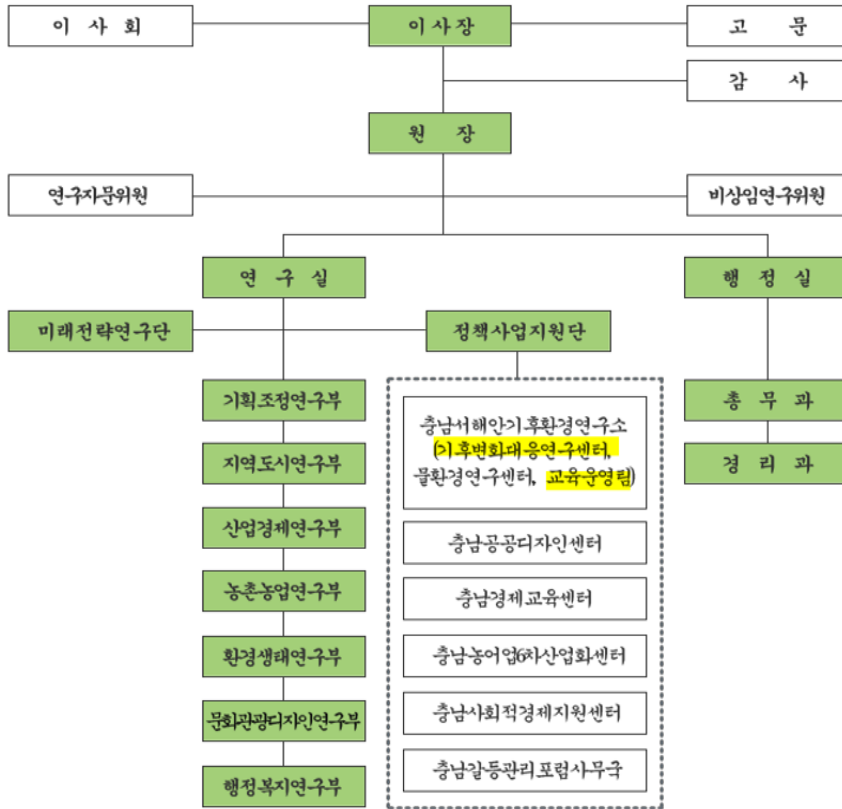 이 사 회
이 사 장
고 문
감 사
원 장
연구자문위원
비상임연구위원
연 구 실
행 정 실
미래전략연구단
정책사업지원단
기획조정연구부
지역도시연구부
산업경제연구부
농촌농업연구부
환경생태연구부
문화관광디자인연구부
행정복지연구부
충남서해안기후환경연구소
(기후변화대응연구센터,
물환경연구센터, 교육운영팀)
충남공공디자인센터
충남경제교육센터
충남농어업6차산업화센터
충남사회적경제지원센터
충남갈등관리포럼사무국
총 무 과
경 리 과